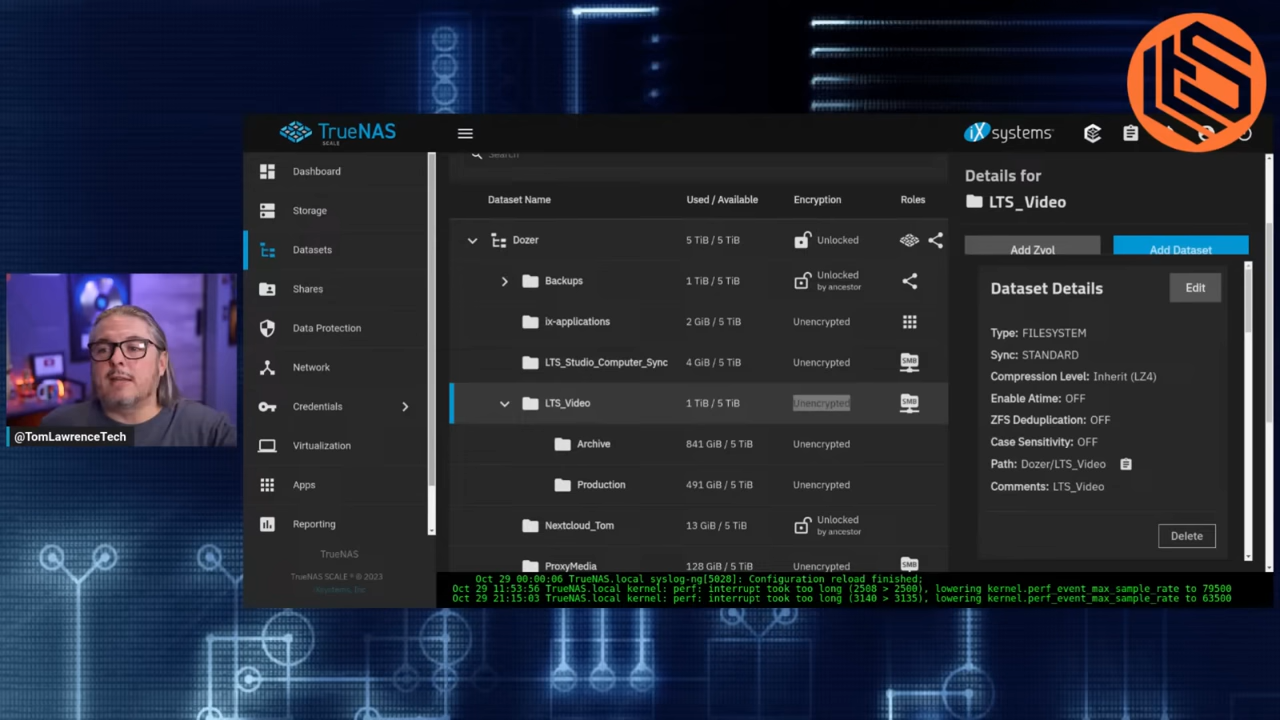 TrueNAS
SCALE
iXsystems
Dashboard
Storage
Datasets
Shares
Data Protection
Network
Credentials
Virtualization
Apps
Reporting
TrueNAS
TrueNAS SCALE ® © 2023
iXsystems, Inc
Search
Dataset Name Used / Available Encryption Roles
Dozer 5 TiB / 5 TiB Unlocked
Backups 1 TiB / 5 TiB Unlocked
by ancestor
ix-applications 2 GiB / 5 TiB Unencrypted
LTS_Studio_Computer_Sync 4 GiB / 5 TiB Unencrypted SMB
LTS_Video 1 TiB / 5 TiB Unencrypted SMB
Archive 841 GiB / 5 TiB Unencrypted
Production 491 GiB / 5 TiB Unencrypted
Nextcloud_Tom 13 GiB / 5 TiB Unlocked
by ancestor
ProxyMedia 128 GiB / 5 TiB Unencrypted SMB
Details for
LTS_Video
Add Zvol Add Dataset
Dataset Details Edit
Type: FILESYSTEM
Sync: STANDARD
Compression Level: Inherit (LZ4)
Enable Atime: OFF
ZFS Deduplication: OFF
Case Sensitivity: OFF
Path: Dozer/LTS_Video
Comments: LTS_Video
Delete
@TomLawrenceTech
Oct 29 00:00:06 TrueNAS.local syslog-ng[5028]: Configuration reload finished;
Oct 29 11:53:56 TrueNAS.local kernel: perf: interrupt took too long (2508 > 2500), lowering kernel.perf_event_max_sample_rate to 79500
Oct 29 21:15:03 TrueNAS.local kernel: perf: interrupt took too long (3140 > 3135), lowering kernel.perf_event_max_sample_rate to 63500